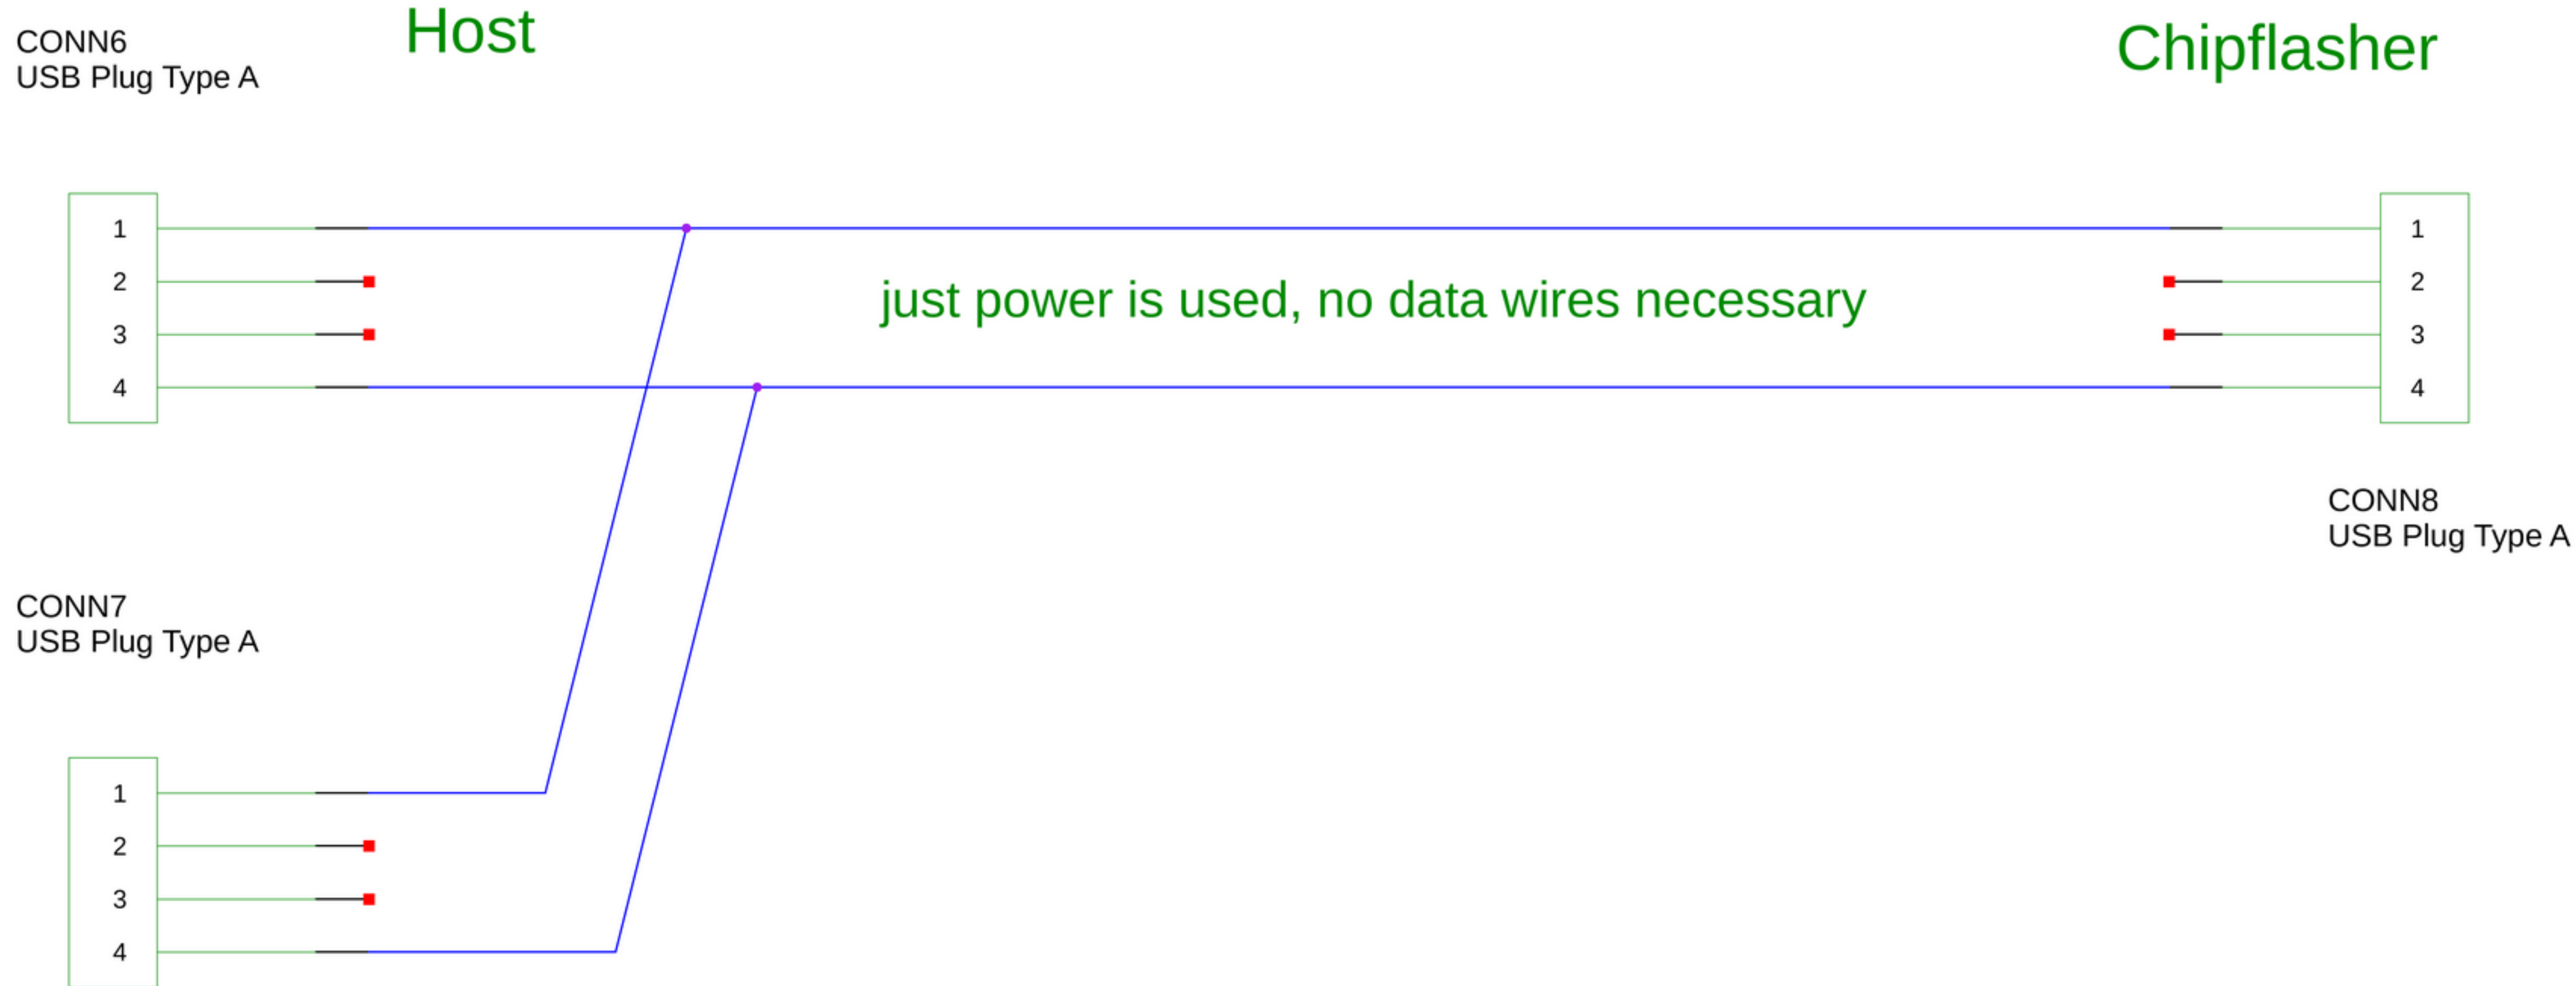 Host
Chipflasher
CONN6
USB Plug Type A
1
2
3
4
just power is used, no data wires necessary
1
2
3
4
CONN8
USB Plug Type A
CONN7
USB Plug Type A
1
2
3
4